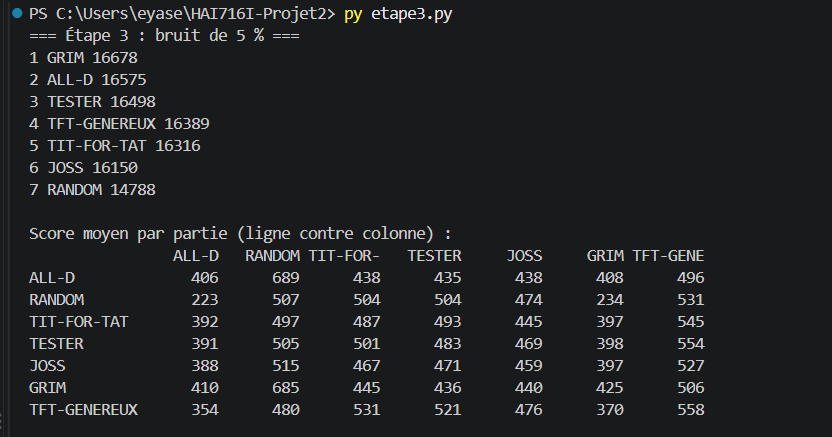 PS C:\Users\eyase\HAI716I-Projet2> py etape3.py
=== Étape 3 : bruit de 5 % ===
1 GRIM 16678
2 ALL-D 16575
3 TESTER 16498
4 TFT-GENEREUX 16389
5 TIT-FOR-TAT 16316
6 JOSS 16150
7 RANDOM 14788
Score moyen par partie (ligne contre colonne) :
ALL-D RANDOM TIT-FOR- TESTER JOSS GRIM TFT-GENE
ALL-D 406 689 438 435 438 408 496
RANDOM 223 507 504 504 474 234 531
TIT-FOR-TAT 392 497 487 493 445 397 545
TESTER 391 505 501 483 469 398 554
JOSS 388 515 467 471 459 397 527
GRIM 410 685 445 436 440 425 506
TFT-GENEREUX 354 480 531 521 476 370 558